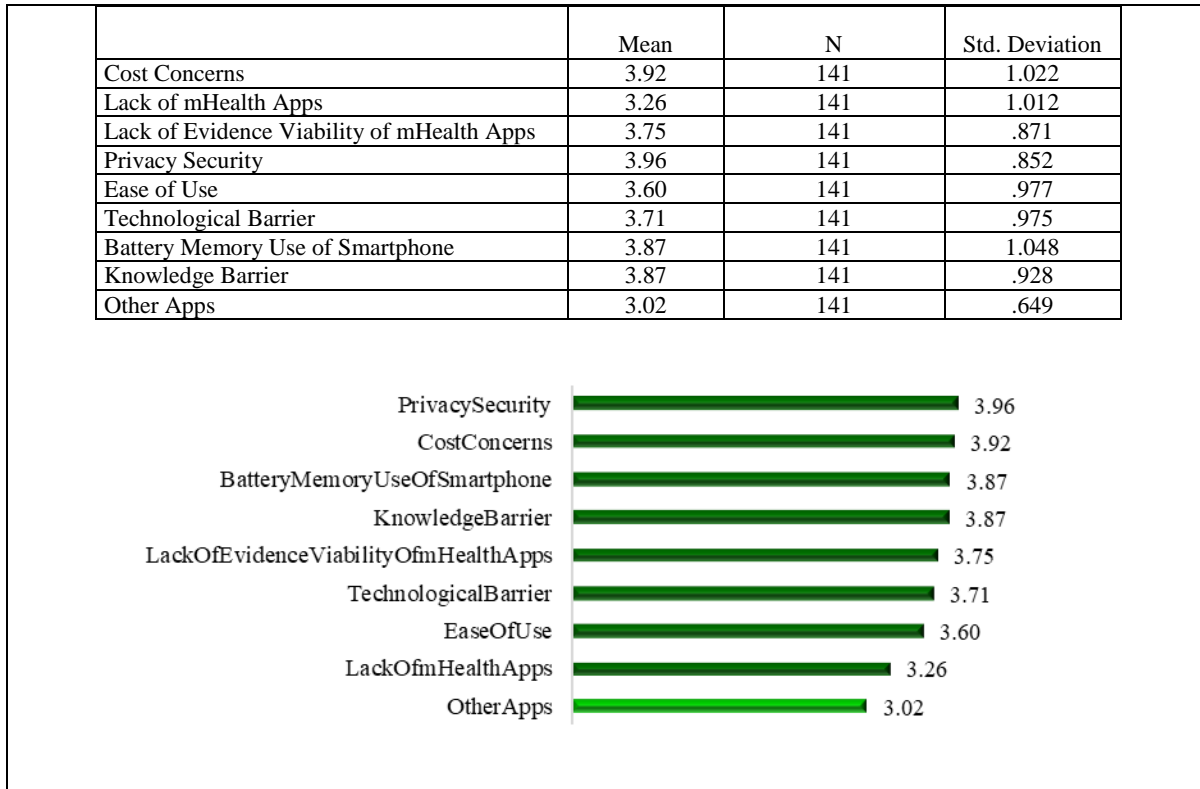 Mean N Std. Deviation
Cost Concerns 3.92 141 1.022
Lack of mHealth Apps 3.26 141 1.012
Lack of Evidence Viability of mHealth Apps 3.75 141 .871
Privacy Security 3.96 141 .852
Ease of Use 3.60 141 .977
Technological Barrier 3.71 141 .975
Battery Memory Use of Smartphone 3.87 141 1.048
Knowledge Barrier 3.87 141 .928
Other Apps 3.02 141 .649
PrivacySecurity 3.96
CostConcerns 3.92
BatteryMemoryUseOfSmartphone 3.87
KnowledgeBarrier 3.87
LackOfEvidenceViabilityOfmHealthApps 3.75
TechnologicalBarrier 3.71
EaseOfUse 3.60
LackOfmHealthApps 3.26
OtherApps 3.02